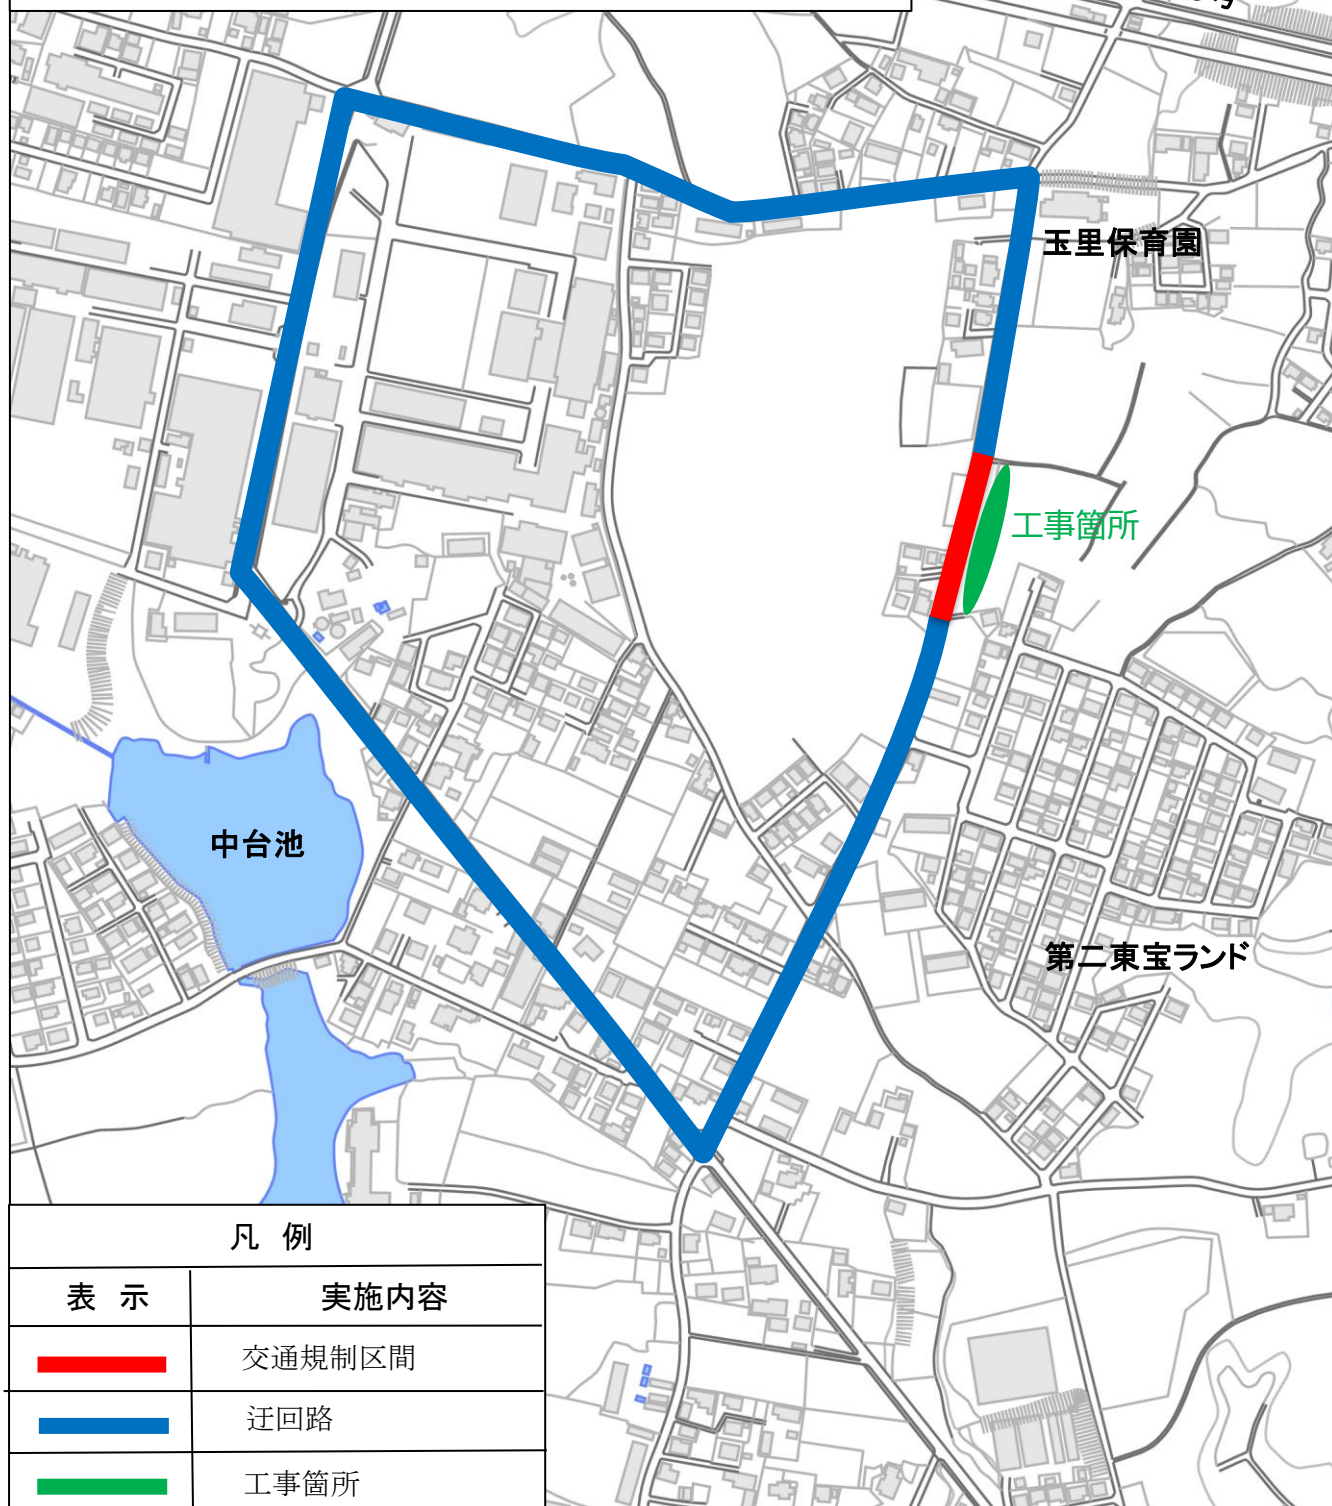 玉里保育園
工事箇所
中台池
第二東宝ランド
凡 例
表 示 実施内容
交通規制区間
迂回路
工事箇所